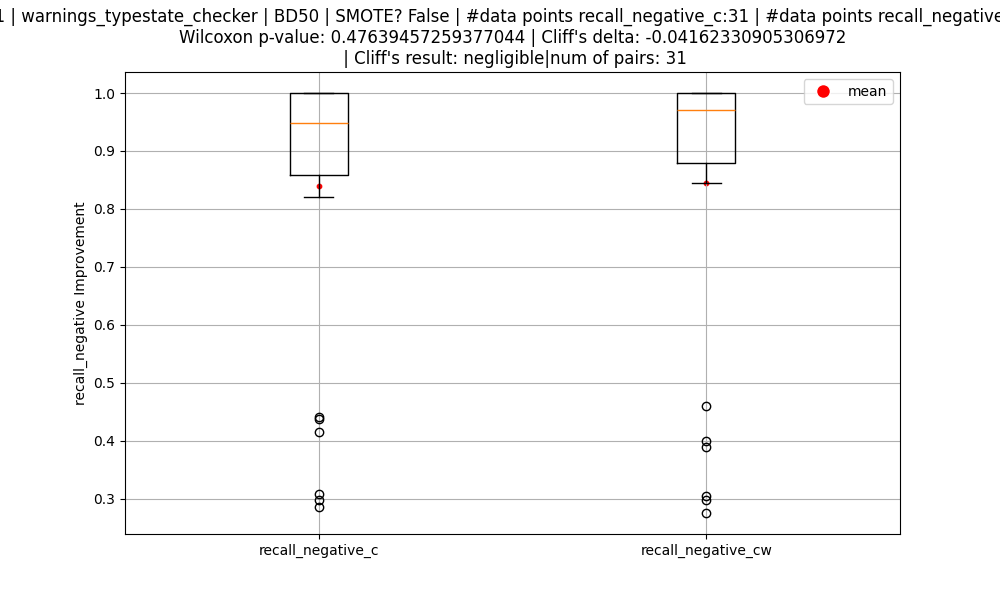 | warnings_typestate_checker | BD50 | SMOTE? False | #data points recall_negative_c:31 | #data points
Wilcoxon p-value: 0.47639457259377044 | Cliff's delta: -0.04162330905306972
| Cliff's result: negligible|num of pairs: 31
mean
recall_negative Improvement
1.0
0.9
0.8
0.7
0.6
0.5
0.4
0.3
recall_negative_c
recall_negative_cw